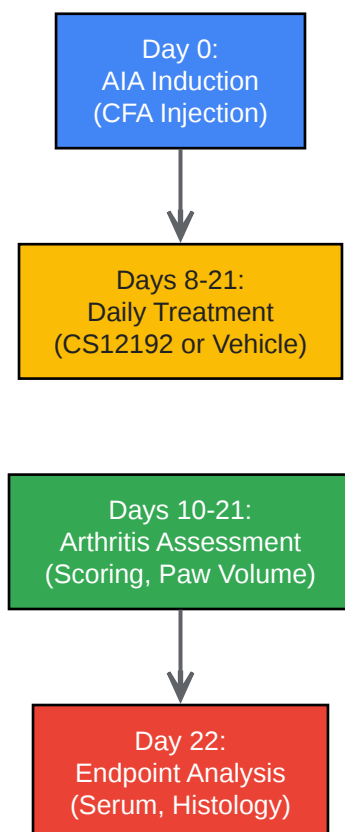 Day 0:
AIA Induction
(CFA Injection)
Days 8-21:
Daily Treatment
(CS12192 or Vehicle)
Days 10-21:
Arthritis Assessment
(Scoring, Paw Volume)
Day 22:
Endpoint Analysis
(Serum, Histology)